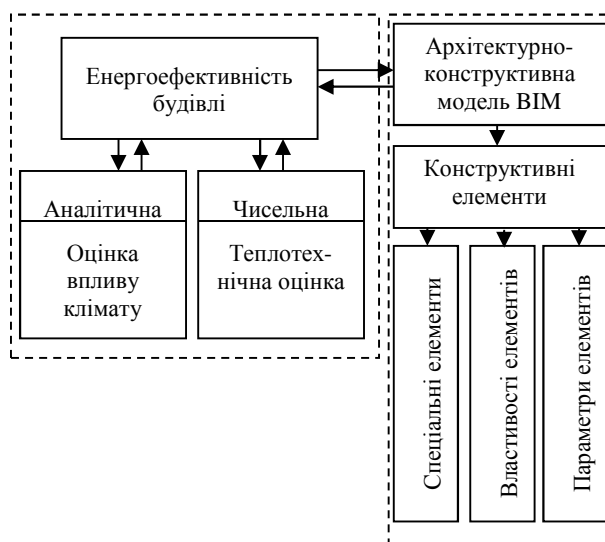 Енергоефективність
будівлі
Аналітична
Оцінка
впливу
клімату
Чисельна
Теплотех-
нічна оцінка
Архітектурно-
конструктивна
модель BIM
Конструктивні
елементи
Спеціальні елементи
Властивості елементів
Параметри елементів